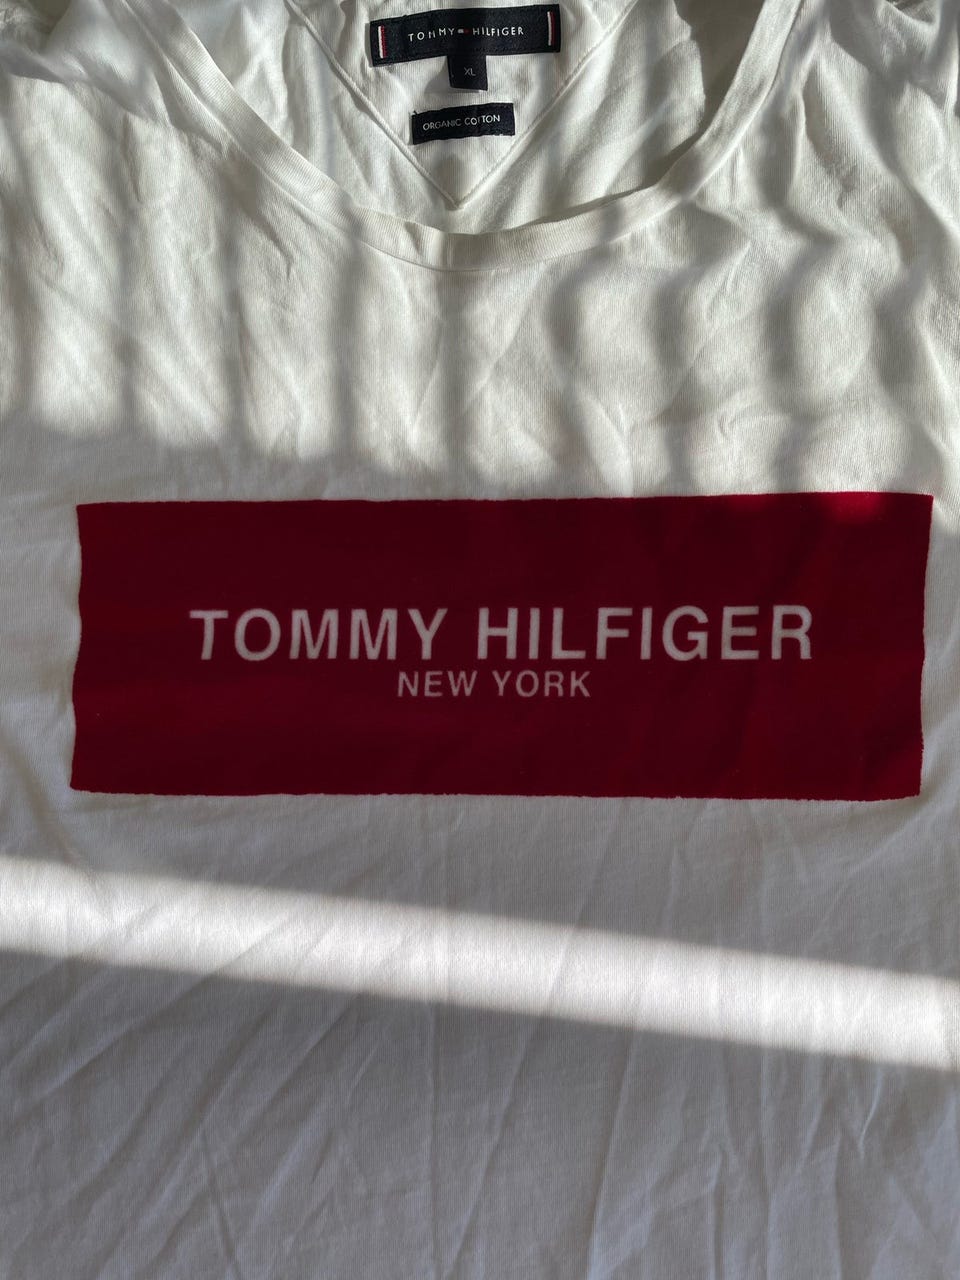 TOMMY HILFIGER
XL
ORGANIC COTTON
TOMMY HILFIGER
NEW YORK